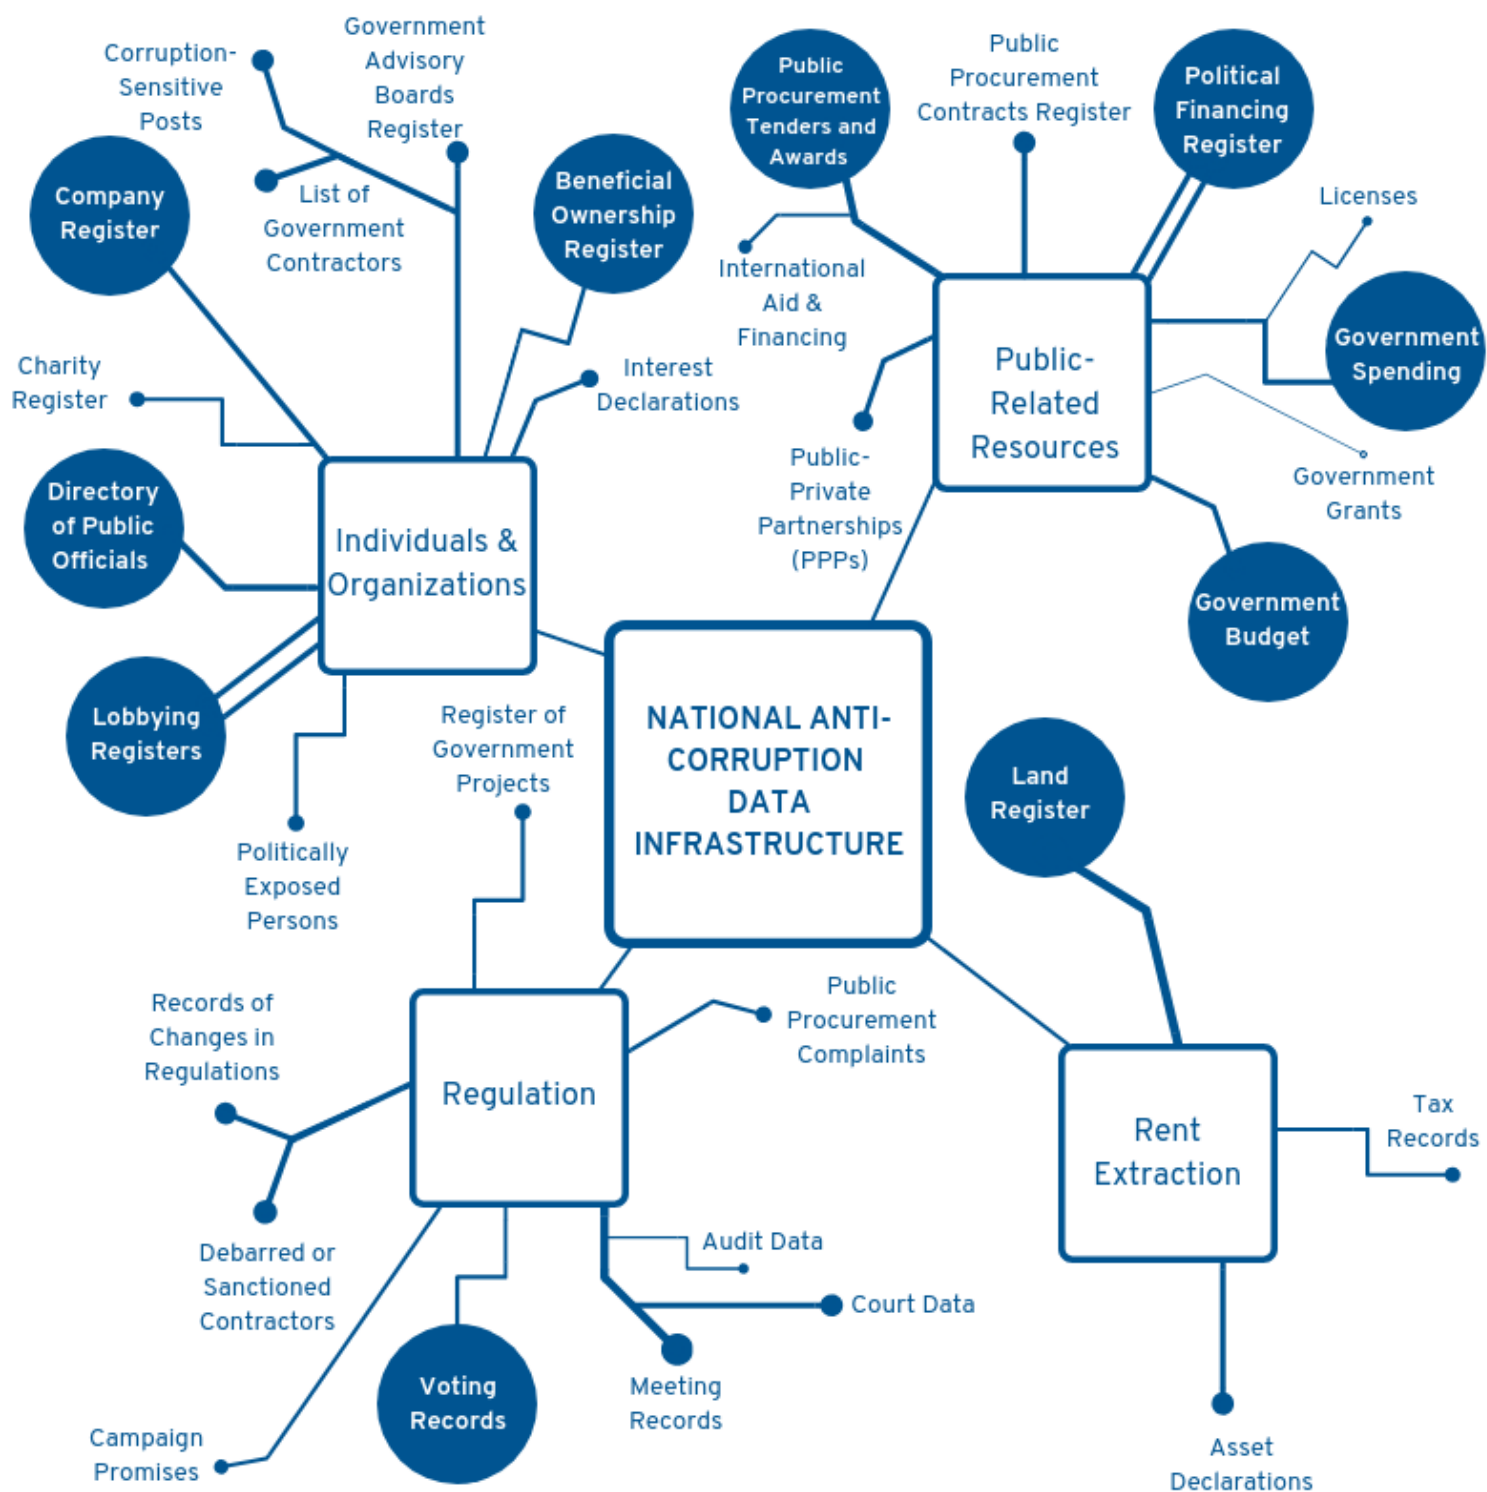 Corruption-
Sensitive
Posts
Government
Advisory
Boards
Register
Company
Register
List of
Government
Contractors
Beneficial
Ownership
Register
Charity
Register
Interest
Declarations
Directory
of Public
Officials
Individuals &
Organizations
Lobbying
Registers
Politically
Exposed
Persons
Public
Procurement
Tenders and
Awards
Public
Procurement
Contracts Register
Political
Financing
Register
Licenses
International
Aid &
Financing
Government
Spending
Public-
Related
Resources
Public-
Private
Partnerships
(PPPs)
Government
Grants
Government
Budget
NATIONAL ANTI-
CORRUPTION
DATA
INFRASTRUCTURE
Register of
Government
Projects
Land
Register
Records of
Changes in
Regulations
Public
Procurement
Complaints
Regulation
Rent
Extraction
Tax
Records
Debarred or
Sanctioned
Contractors
Audit Data
Court Data
Voting
Records
Meeting
Records
Campaign
Promises
Asset
Declarations